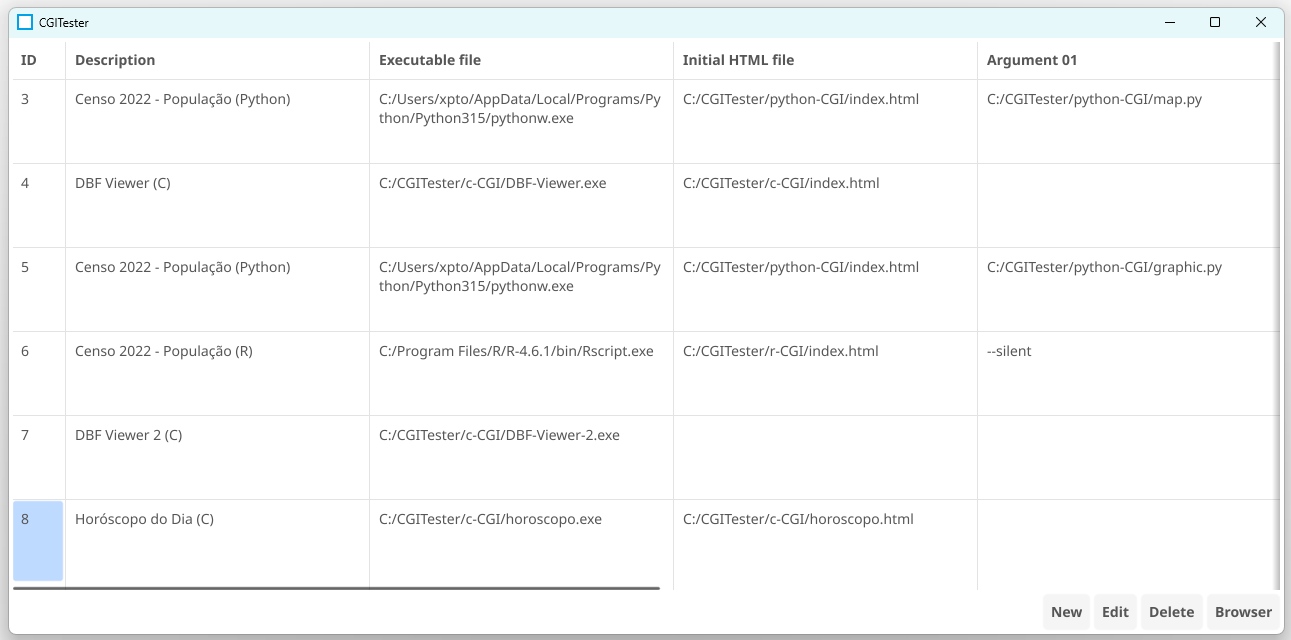 CGITester
ID Description Executable file Initial HTML file Argument 01
3 Censo 2022 - População (Python) C:/Users/xpto/AppData/Local/Programs/Py C:/CGITester/python-CGI/index.html C:/CGITester/python-CGI/map.py
thon/Python315/pythonw.exe
4 DBF Viewer (C) C:/CGITester/c-CGI/DBF-Viewer.exe C:/CGITester/c-CGI/index.html
5 Censo 2022 - População (Python) C:/Users/xpto/AppData/Local/Programs/Py C:/CGITester/python-CGI/index.html C:/CGITester/python-CGI/graphic.py
thon/Python315/pythonw.exe
6 Censo 2022 - População (R) C:/Program Files/R/R-4.6.1/bin/Rscript.exe C:/CGITester/r-CGI/index.html --silent
7 DBF Viewer 2 (C) C:/CGITester/c-CGI/DBF-Viewer-2.exe
8 Horóscopo do Dia (C) C:/CGITester/c-CGI/horoscopo.exe C:/CGITester/c-CGI/horoscopo.html
New Edit Delete Browser